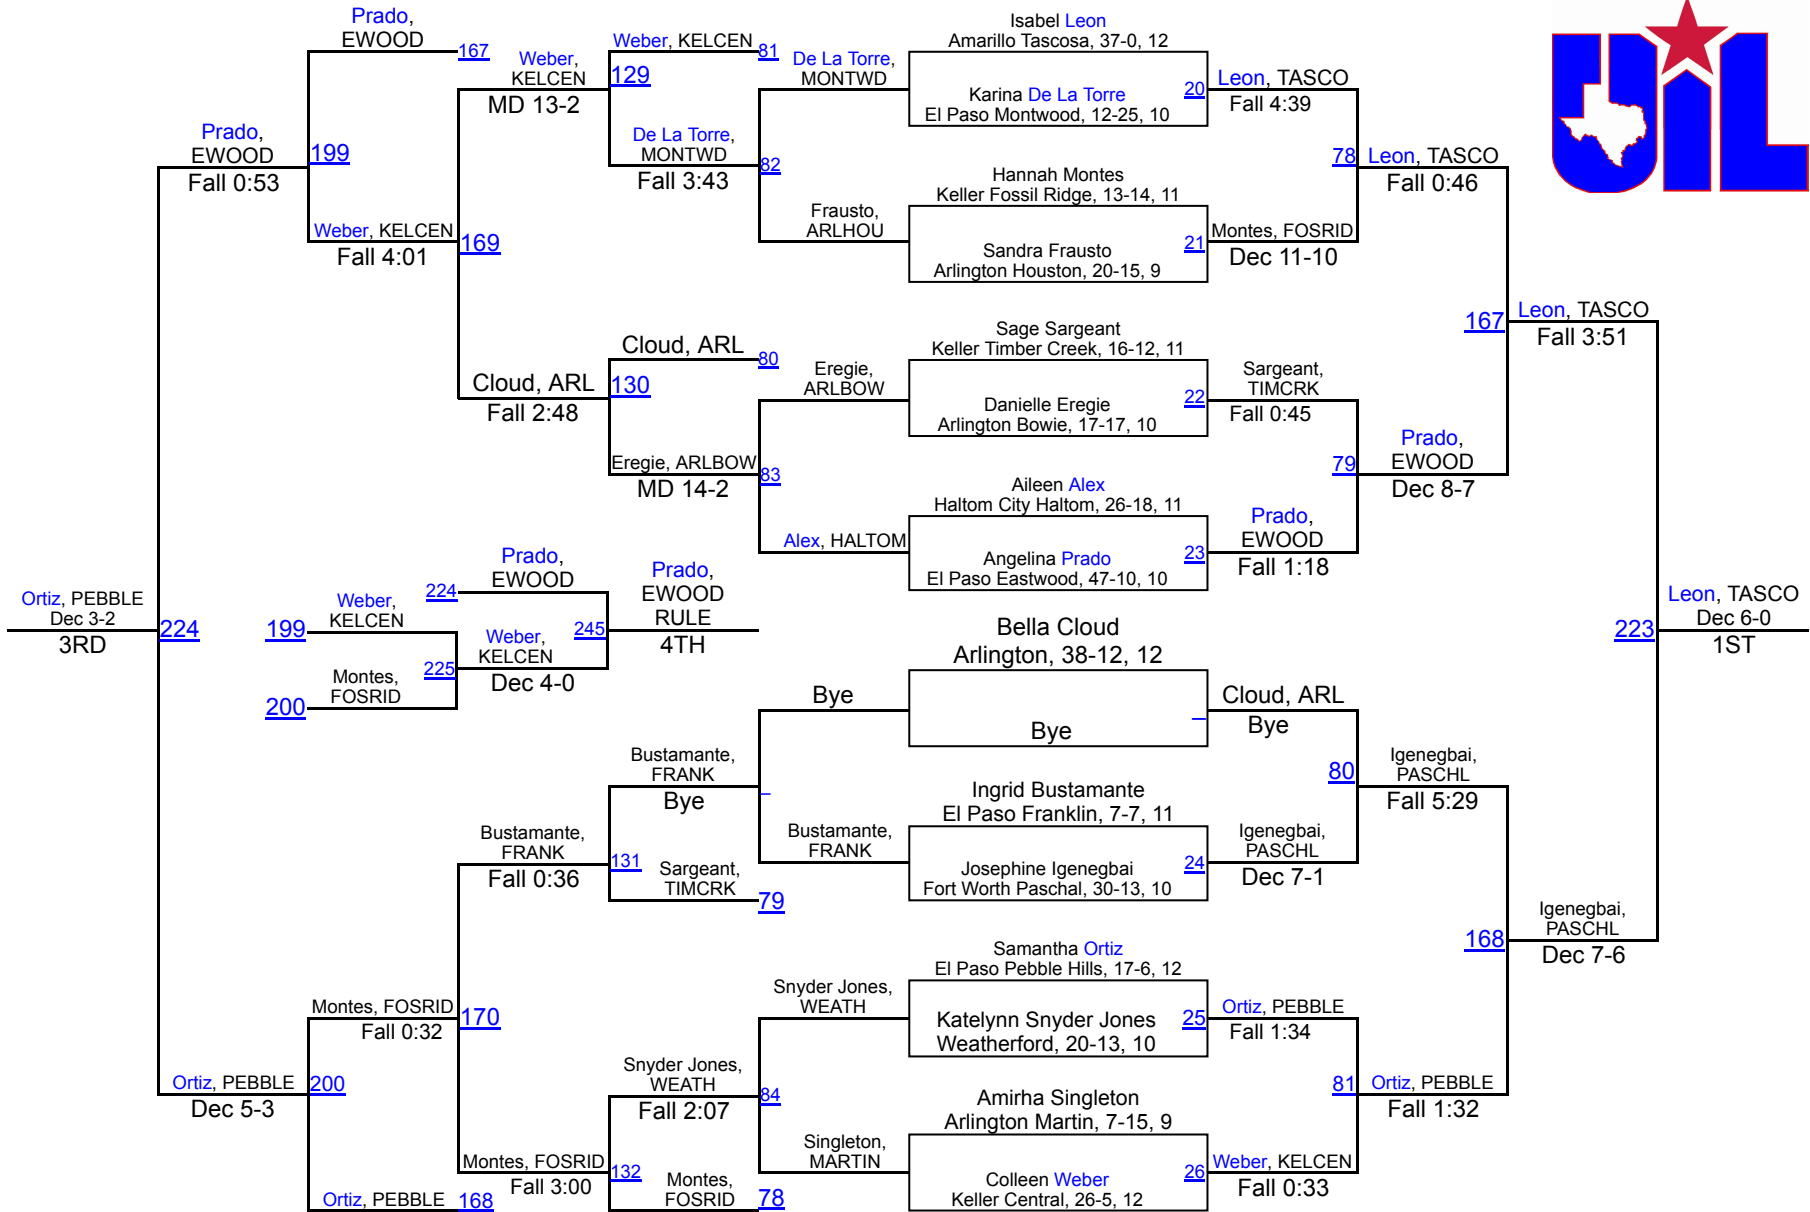 Prado,
EWOOD
167
Weber,
KELCEN
MD 13-2
129
Weber, KELCEN
81
De La Torre,
MONTWD
Isabel Leon
Amarillo Tascosa, 37-0, 12
Karina De La Torre
El Paso Montwood, 12-25, 10
20
Leon, TASCO
Fall 4:39
UIL
Prado,
EWOOD
Fall 0:53
199
De La Torre,
MONTWD
Fall 3:43
82
Hannah Montes
Keller Fossil Ridge, 13-14, 11
78
Leon, TASCO
Fall 0:46
Weber, KELCEN
Fall 4:01
169
Frausto,
ARLHOU
Sandra Frausto
Arlington Houston, 20-15, 9
21
Montes, FOSRID
Dec 11-10
Cloud, ARL
80
Sage Sargeant
Keller Timber Creek, 16-12, 11
167
Leon, TASCO
Fall 3:51
Cloud, ARL
Fall 2:48
130
Eregie,
ARLBOW
Danielle Eregie
Arlington Bowie, 17-17, 10
22
Sargeant,
TIMCRK
Fall 0:45
Eregie, ARLBOW
MD 14-2
83
Aileen Alex
Haltom City Haltom, 26-18, 11
79
Prado,
EWOOD
Dec 8-7
Alex, HALTOM
Angelina Prado
El Paso Eastwood, 47-10, 10
23
Prado,
EWOOD
Fall 1:18
Ortiz, PEBBLE
Dec 3-2
3RD
224
199
Weber,
KELCEN
224
Prado,
EWOOD
245
Prado,
EWOOD
RULE
4TH
Weber,
KELCEN
Dec 4-0
225
Montes,
FOSRID
200
Bella Cloud
Arlington, 38-12, 12
223
Leon, TASCO
Dec 6-0
1ST
Bye
Bye
Cloud, ARL
Bye
Bustamante,
FRANK
Bye
Ingrid Bustamante
El Paso Franklin, 7-7, 11
80
Igenegbai,
PASCHL
Fall 5:29
Bustamante,
FRANK
Fall 0:36
131
Sargeant,
TIMCRK
79
Bustamante,
FRANK
Josephine Igenegbai
Fort Worth Paschal, 30-13, 10
24
Igenegbai,
PASCHL
Dec 7-1
Samantha Ortiz
El Paso Pebble Hills, 17-6, 12
168
Igenegbai,
PASCHL
Dec 7-6
Montes, FOSRID
Fall 0:32
170
Snyder Jones,
WEATH
Katelynn Snyder Jones
Weatherford, 20-13, 10
25
Ortiz, PEBBLE
Fall 1:34
Ortiz, PEBBLE
Dec 5-3
200
Snyder Jones,
WEATH
Fall 2:07
84
Amirha Singleton
Arlington Martin, 7-15, 9
81
Ortiz, PEBBLE
Fall 1:32
Montes, FOSRID
Fall 3:00
132
Singleton,
MARTIN
Colleen Weber
Keller Central, 26-5, 12
26
Weber, KELCEN
Fall 0:33
Ortiz, PEBBLE
168
Montes,
FOSRID
78